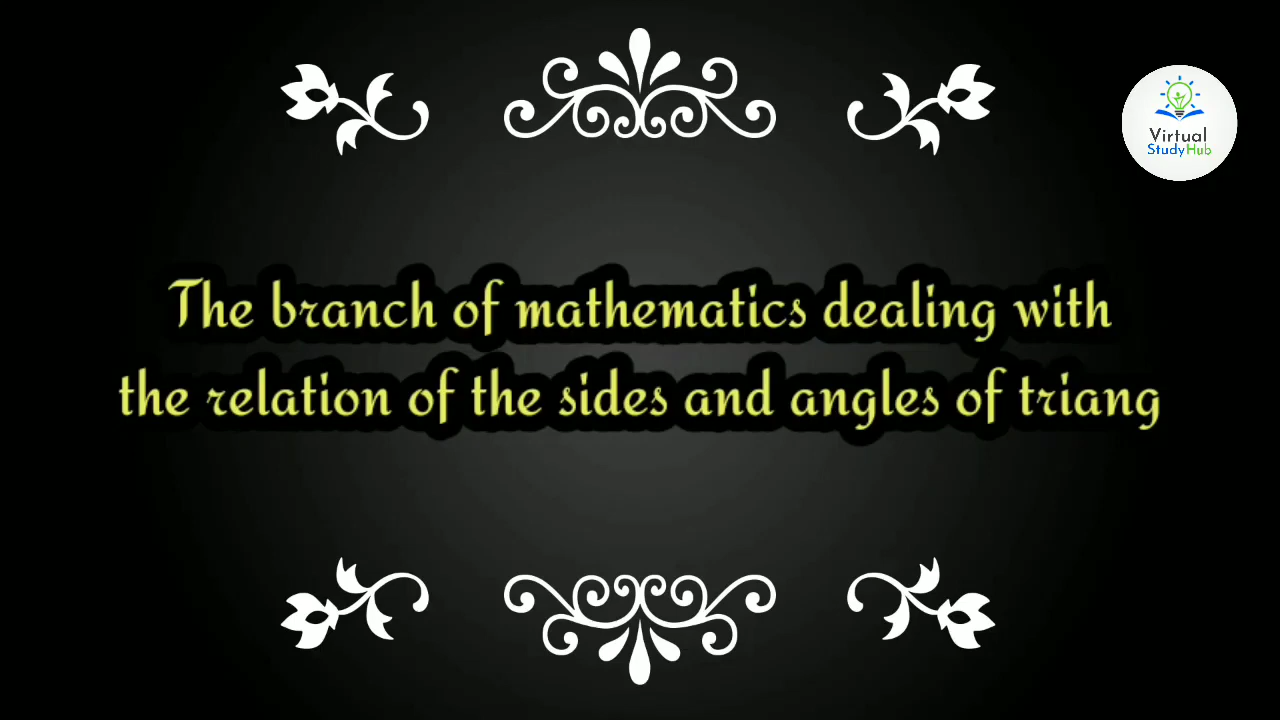 Virtual
StudyHub
The branch of mathematics dealing with
the relation of the sides and angles of triang